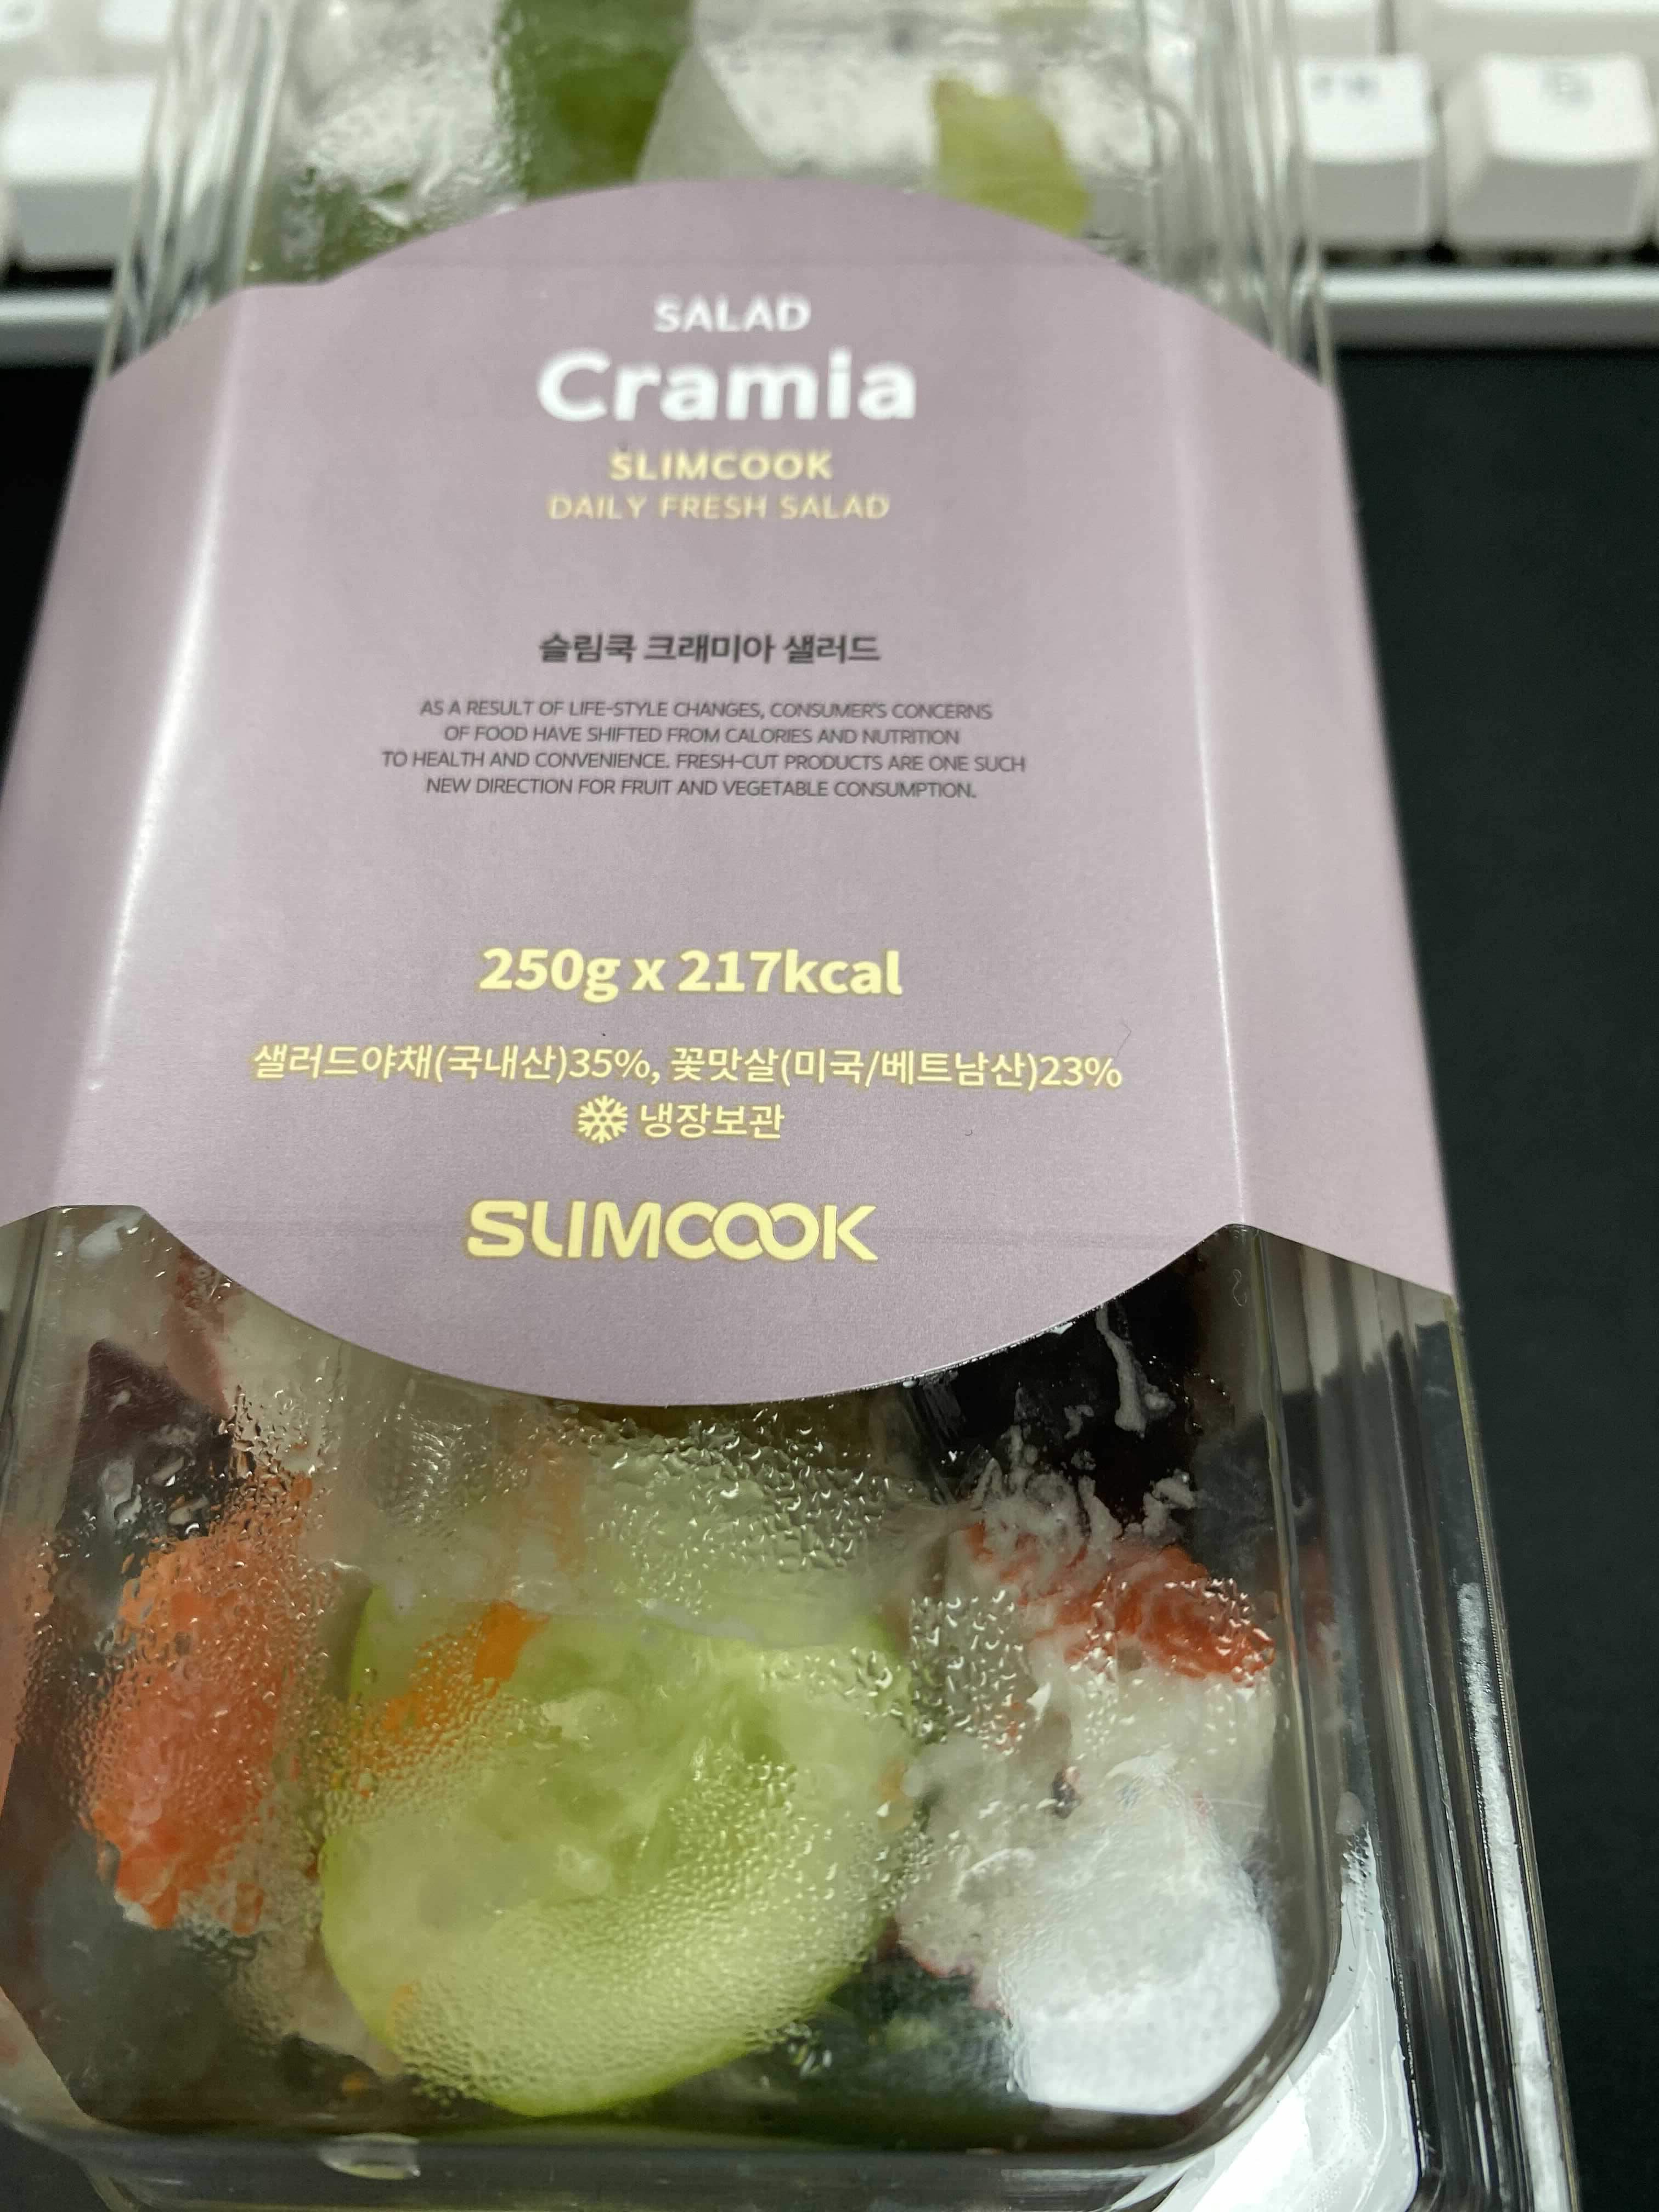 SALAD
Cramia
SLIMCOOK
DAILY FRESH SALAD
슬림쿡 크래미아 샐러드
AS A RESULT OF LIFE-STYLE CHANGES, CONSUMER'S CONCERNS
OF FOOD HAVE SHIFTED FROM CALORIES AND NUTRITION
TO HEALTH AND CONVENIENCE. FRESH-CUT PRODUCTS ARE ONE SUCH
NEW DIRECTION FOR FRUIT AND VEGETABLE CONSUMPTION.
250g x 217kcal
샐러드야채(국내산)35%, 꽃맛살(미국/베트남산)23%
냉장보관
SLIMCOOK